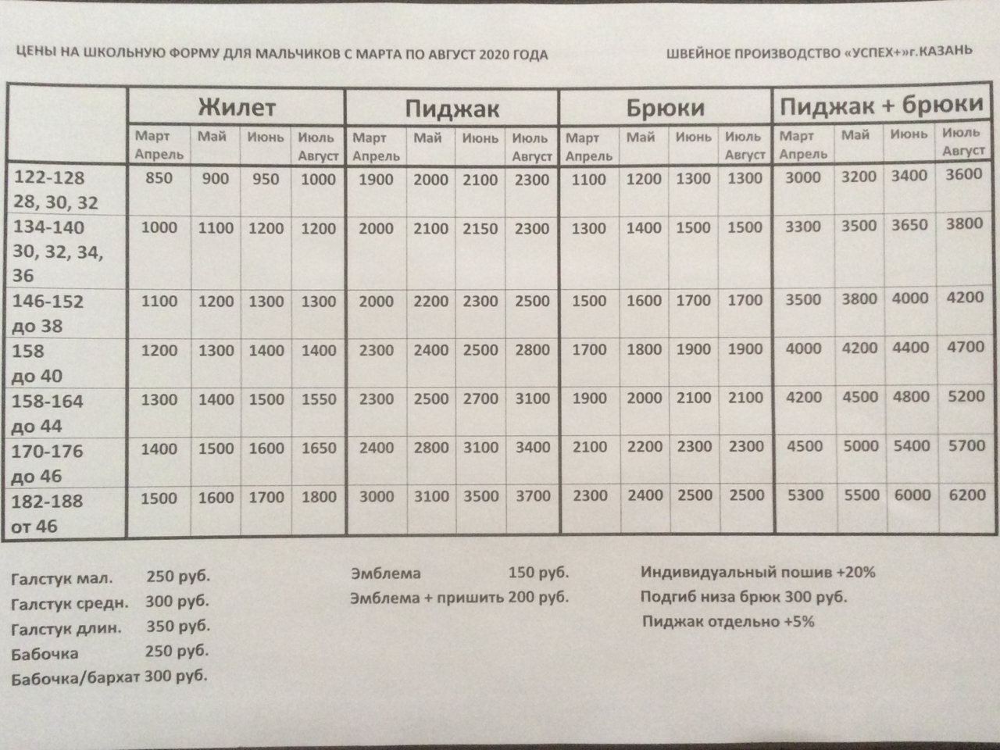 ЦЕНЫ НА ШКОЛЬНУЮ ФОРМУ ДЛЯ МАЛЬЧИКОВ С МАРТА ПО АВГУСТ 2020 ГОДА ШВЕЙНОЕ ПРОИЗВОДСТВО «УСПЕХ+»г.КАЗАНЬ
Жилет Пиджак Брюки Пиджак + брюки
Март Май Июнь Июль Март Май Июнь Июль Март Май Июнь Июль Март Май Июнь Июль
Апрель Август Апрель Август Апрель Август Апрель Август
122-128 850 900 950 1000 1900 2000 2100 2300 1100 1200 1300 1300 3000 3200 3400 3600
28, 30, 32
134-140 1000 1100 1200 1200 2000 2100 2150 2300 1300 1400 1500 1500 3300 3500 3650 3800
30, 32, 34,
36
146-152 1100 1200 1300 1300 2000 2200 2300 2500 1500 1600 1700 1700 3500 3800 4000 4200
до 38
158 1200 1300 1400 1400 2300 2400 2500 2800 1700 1800 1900 1900 4000 4200 4400 4700
до 40
158-164 1300 1400 1500 1550 2300 2500 2700 3100 1900 2000 2100 2100 4200 4500 4800 5200
до 44
170-176 1400 1500 1600 1650 2400 2800 3100 3400 2100 2200 2300 2300 4500 5000 5400 5700
до 46
182-188 1500 1600 1700 1800 3000 3100 3500 3700 2300 2400 2500 2500 5300 5500 6000 6200
от 46
Галстук мал. 250 руб. Эмблема 150 руб. Индивидуальный пошив +20%
Галстук средн. 300 руб. Эмблема + пришить 200 руб. Подгиб низа брюк 300 руб.
Галстук длин. 350 руб. Пиджак отдельно +5%
Бабочка 250 руб.
Бабочка/бархат 300 руб.